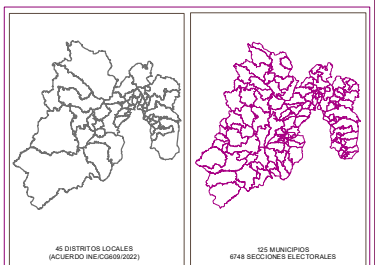 45 DISTRITOS LOCALES
(ACUERDO INE/CG609/2022)
125 MUNICIPIOS
6748 SECCIONES ELECTORALES